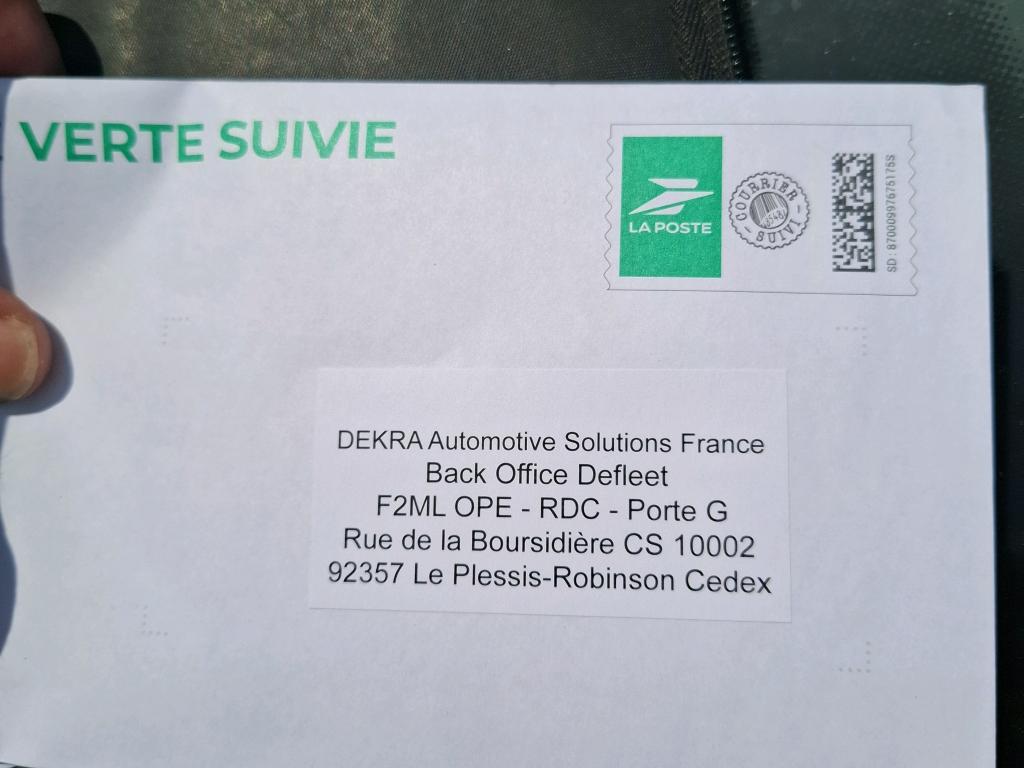 VERTE SUIVIE
LA POSTE
COURRIER
SUIVI
SD : 87000997675175S
DEKRA Automotive Solutions France
Back Office Defleet
F2ML OPE - RDC - Porte G
Rue de la Boursidière CS 10002
92357 Le Plessis-Robinson Cedex